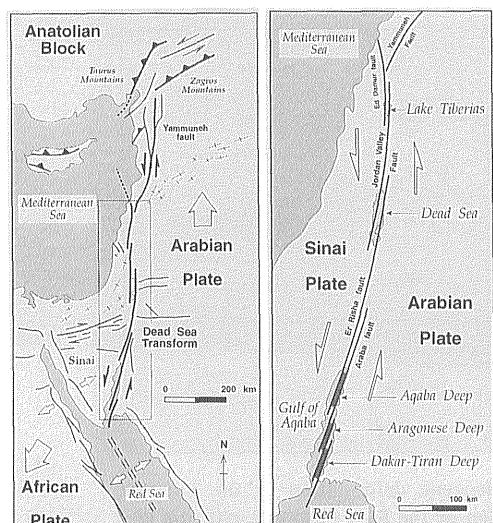 Anatolian
Block
Taurus
Mountains
Zagros
Mountains
Yammuneh
fault
Mediterranean
Sea
Arabian
Plate
Dead Sea
Transform
Sinai
0 200 km
N
African
Plate
Red Sea
Mediterranean
Sea
Yammuneh
Fault
Ed Damur fault
Lake Tiberias
Jordan Valley
Fault
Dead Sea
Sinai
Plate
Arabian
Plate
Er Risha fault
Araba fault
Gulf of
Aqaba
Aqaba Deep
Aragonese Deep
Dakar-Tiran Deep
Red Sea
0 100 km